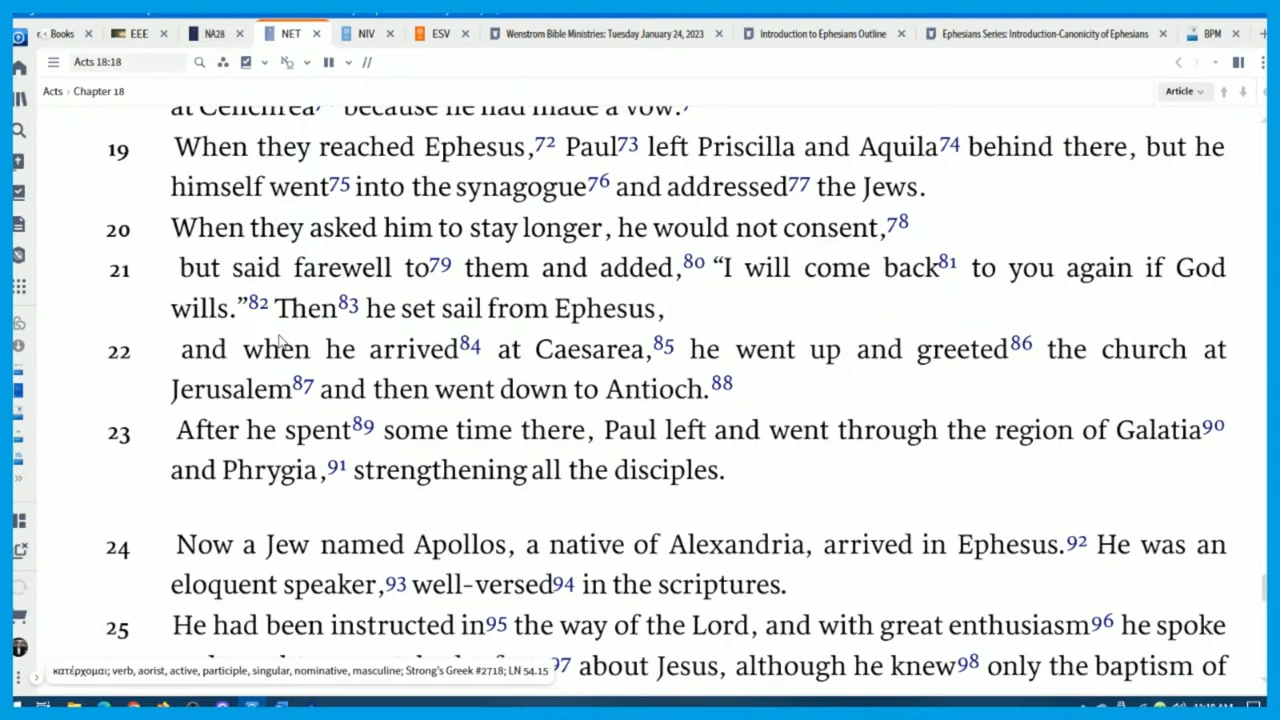 Books EEE NA28 NET NIV ESV Wenstrom Bible Ministries: Tuesday January 24, 2023 Introduction to Ephesians Outline Ephesians Series: Introduction-Canonicity of Ephesians BPM
Acts 18:18
Acts › Chapter 18 Article
at Cenchrea because he had made a vow.
19 When they reached Ephesus,72 Paul73 left Priscilla and Aquila74 behind there, but he
himself went75 into the synagogue76 and addressed77 the Jews.
20 When they asked him to stay longer, he would not consent,78
21 but said farewell to79 them and added,80 “I will come back81 to you again if God
wills.”82 Then83 he set sail from Ephesus,
22 and when he arrived84 at Caesarea,85 he went up and greeted86 the church at
Jerusalem87 and then went down to Antioch.88
23 After he spent89 some time there, Paul left and went through the region of Galatia90
and Phrygia,91 strengthening all the disciples.
24 Now a Jew named Apollos, a native of Alexandria, arrived in Ephesus.92 He was an
eloquent speaker,93 well-versed94 in the scriptures.
25 He had been instructed in95 the way of the Lord, and with great enthusiasm96 he spoke
97 about Jesus, although he knew98 only the baptism of
κατέρχομαι; verb, aorist, active, participle, singular, nominative, masculine; Strong's Greek #2718; LN 54.15